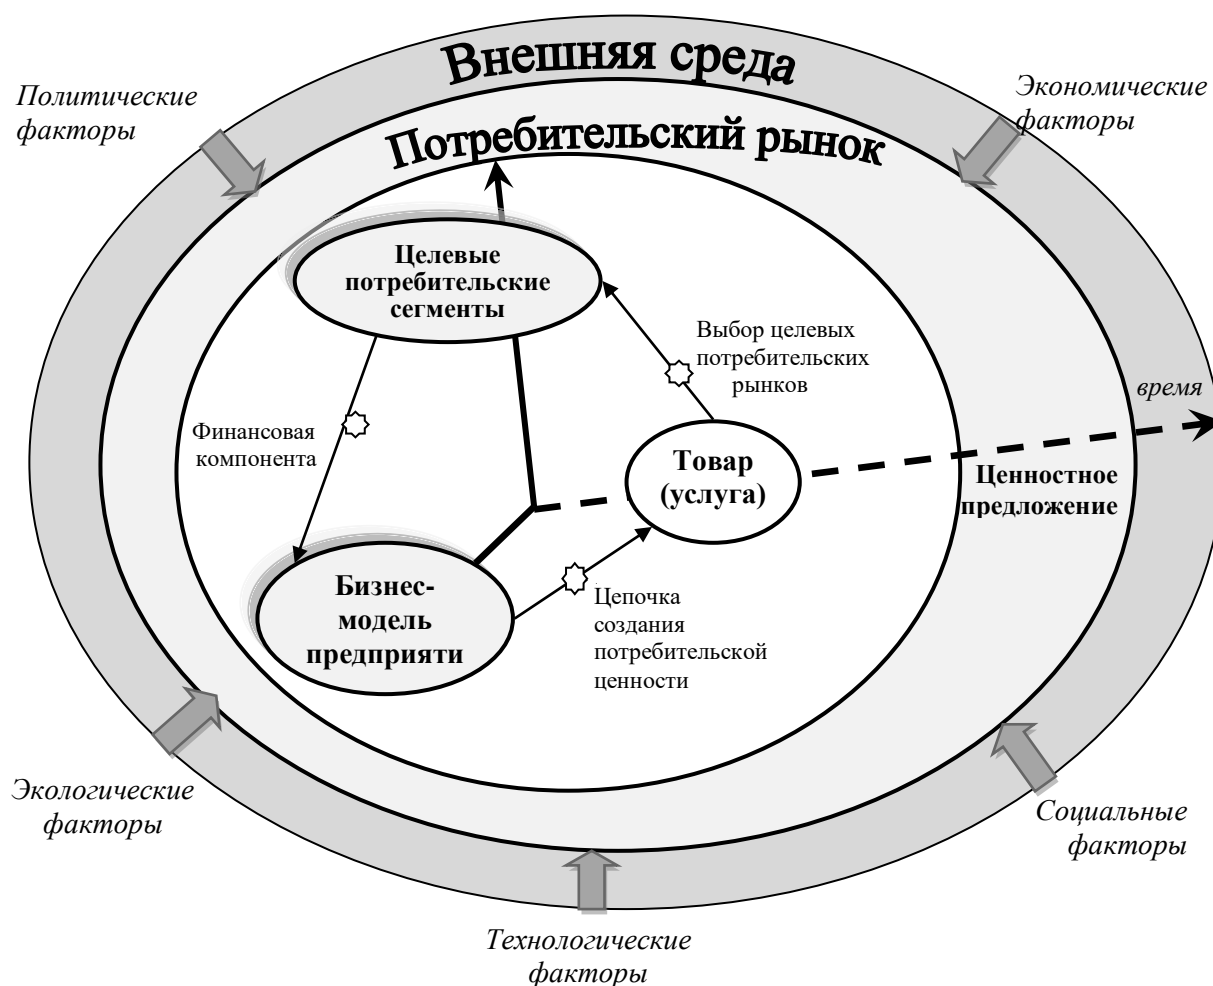 Внешняя среда
Политические
факторы
Экономические
факторы
Потребительский рынок
Целевые
потребительские
сегменты
Выбор целевых
потребительских
рынков
время
Финансовая
компонента
Товар
(услуга)
Ценностное
предложение
Бизнес-
модель
предприяти
Цепочка
создания
потребительской
ценности
Экологические
факторы
Социальные
факторы
Технологические
факторы